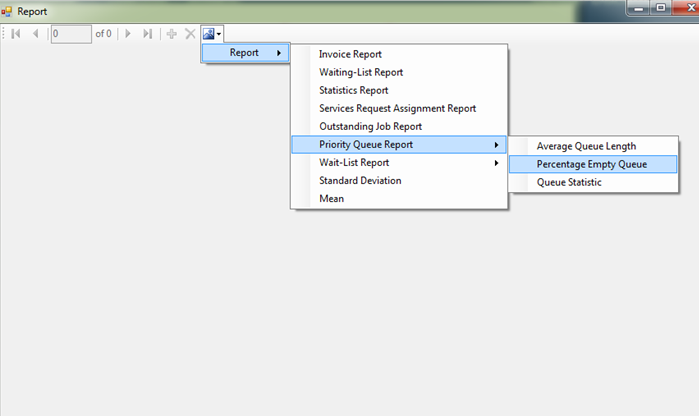 Report
0 of 0
Report
Invoice Report
Waiting-List Report
Statistics Report
Services Request Assignment Report
Outstanding Job Report
Priority Queue Report
Wait-List Report
Standard Deviation
Mean
Average Queue Length
Percentage Empty Queue
Queue Statistic